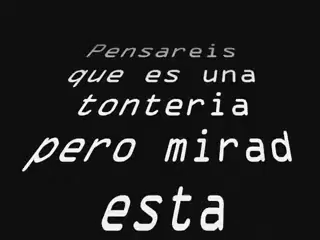 Pensareis
que es una
tonteria
pero mirad
esta